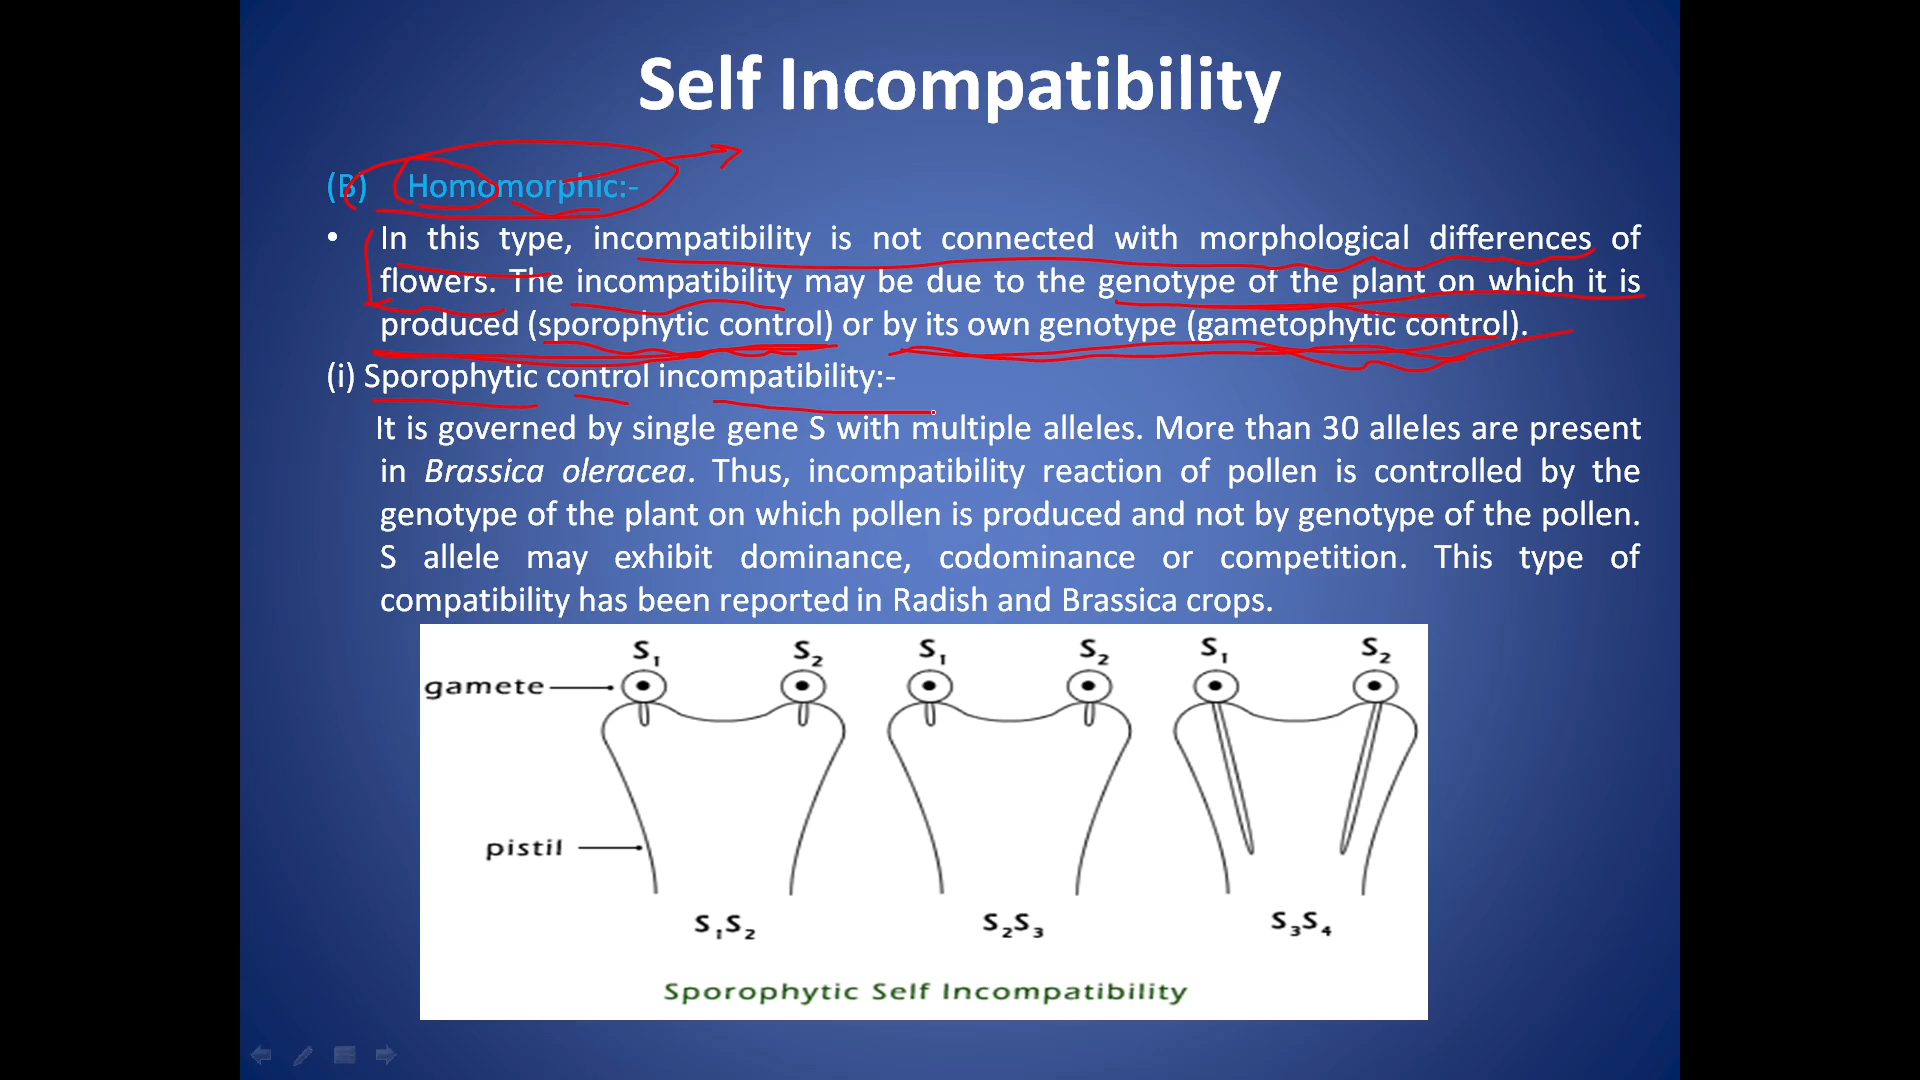 Self Incompatibility
(B) Homomorphic:-
• In this type, incompatibility is not connected with morphological differences of
flowers. The incompatibility may be due to the genotype of the plant on which it is
produced (sporophytic control) or by its own genotype (gametophytic control).
(i) Sporophytic control incompatibility:-
It is governed by single gene S with multiple alleles. More than 30 alleles are present
in Brassica oleracea. Thus, incompatibility reaction of pollen is controlled by the
genotype of the plant on which pollen is produced and not by genotype of the pollen.
S allele may exhibit dominance, codominance or competition. This type of
compatibility has been reported in Radish and Brassica crops.
S₁ S₂ S₁ S₂ S₁ S₂
gamete
pistil
S₁S₂ S₂S₃ S₃S₄
Sporophytic Self Incompatibility